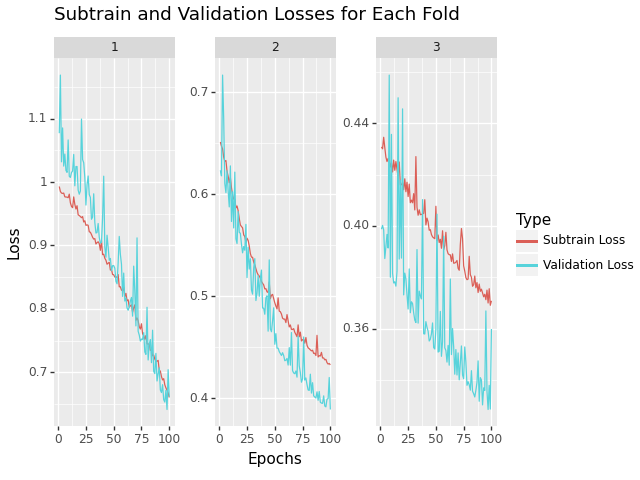 Subtrain and Validation Losses for Each Fold
1
2
3
Loss
1.1
1
0.9
0.8
0.7
0.7
0.6
0.5
0.4
0.44
0.40
0.36
0 25 50 75 100
0 25 50 75 100
0 25 50 75 100
Epochs
Type
Subtrain Loss
Validation Loss